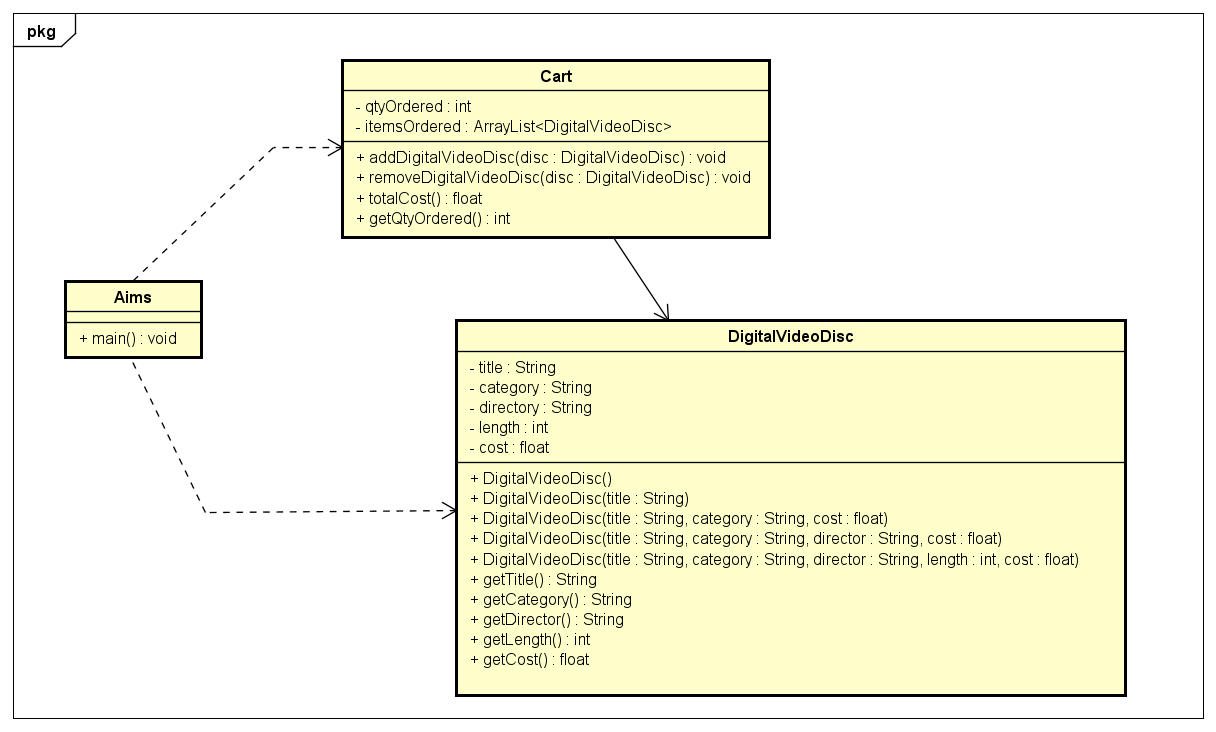 pkg
Cart
- qtyOrdered : int
- itemsOrdered : ArrayList<DigitalVideoDisc>
+ addDigitalVideoDisc(disc : DigitalVideoDisc) : void
+ removeDigitalVideoDisc(disc : DigitalVideoDisc) : void
+ totalCost() : float
+ getQtyOrdered() : int
Aims
+ main() : void
DigitalVideoDisc
- title : String
- category : String
- directory : String
- length : int
- cost : float
+ DigitalVideoDisc()
+ DigitalVideoDisc(title : String)
+ DigitalVideoDisc(title : String, category : String, cost : float)
+ DigitalVideoDisc(title : String, category : String, director : String, cost : float)
+ DigitalVideoDisc(title : String, category : String, director : String, length : int, cost : float)
+ getTitle() : String
+ getCategory() : String
+ getDirector() : String
+ getLength() : int
+ getCost() : float